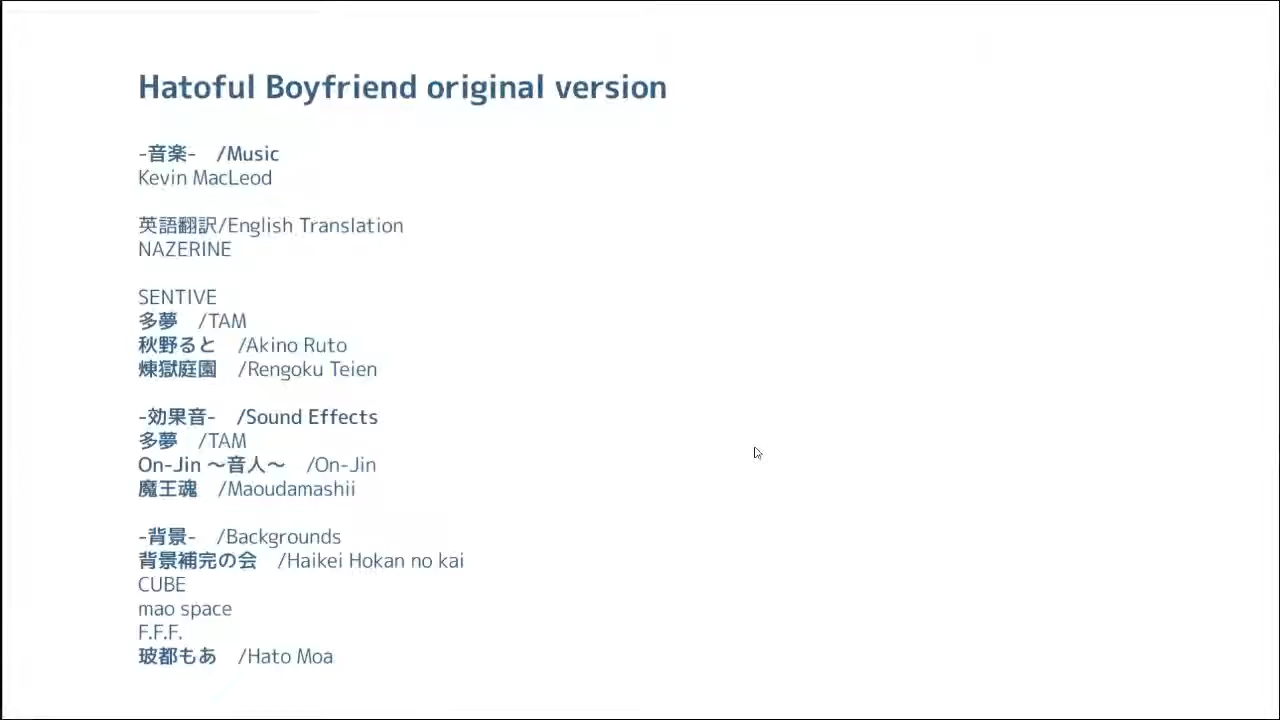 Hatoful Boyfriend original version
-音楽-　/Music
Kevin MacLeod
英語翻訳/English Translation
NAZERINE
SENTIVE
多夢　/TAM
秋野ると　/Akino Ruto
煉獄庭園　/Rengoku Teien
-効果音-　/Sound Effects
多夢　/TAM
On-Jin ～音人～　/On-Jin
魔王魂　/Maoudamashii
-背景-　/Backgrounds
背景補完の会　/Haikei Hokan no kai
CUBE
mao space
F.F.F.
玻都もあ　/Hato Moa